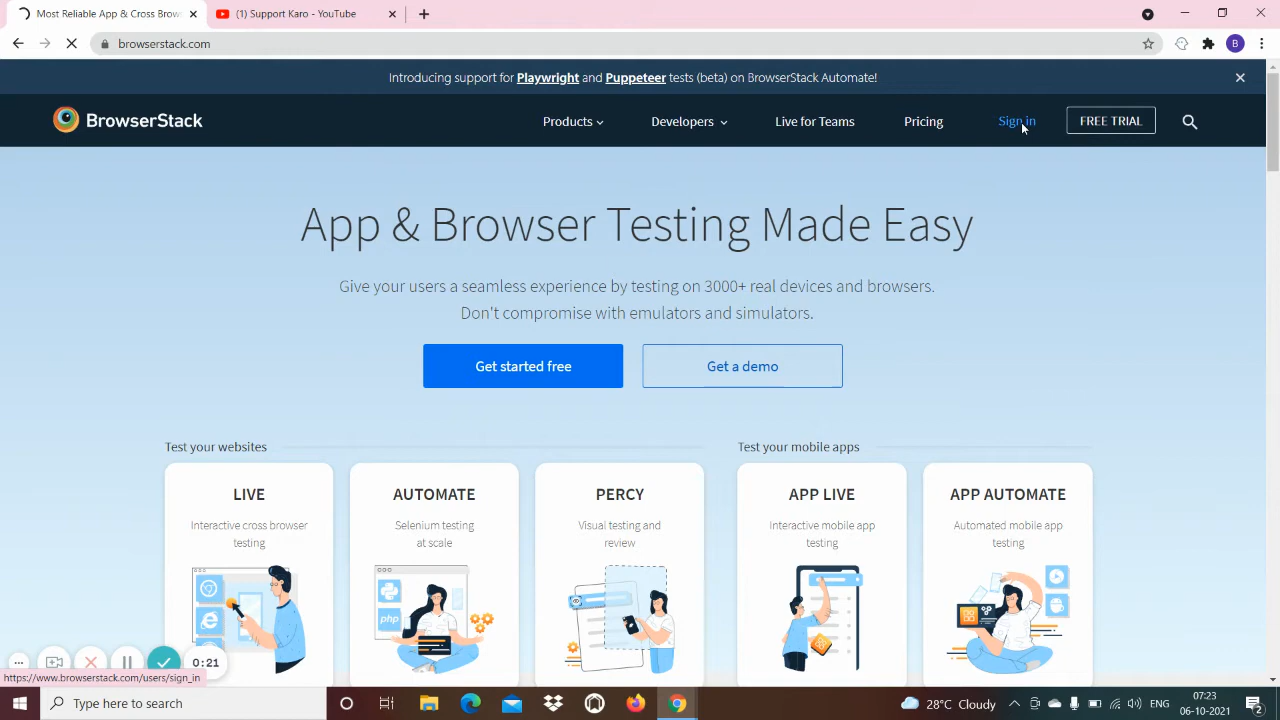 Most Reliable App & Cross Brow
(1) Support Karo - YouTube
browserstack.com
B
Introducing support for Playwright and Puppeteer tests (beta) on BrowserStack Automate!
BrowserStack
Products
Developers
Live for Teams
Pricing
Sign in
FREE TRIAL
App & Browser Testing Made Easy
Give your users a seamless experience by testing on 3000+ real devices and browsers.
Don't compromise with emulators and simulators.
Get started free
Get a demo
Test your websites
Test your mobile apps
LIVE
Interactive cross browser
testing
AUTOMATE
Selenium testing
at scale
PERCY
Visual testing and
review
APP LIVE
Interactive mobile app
testing
APP AUTOMATE
Automated mobile app
testing
php
0:21
https://www.browserstack.com/users/sign_in
Type here to search
28°C Cloudy
ENG
07:23
06-10-2021
2